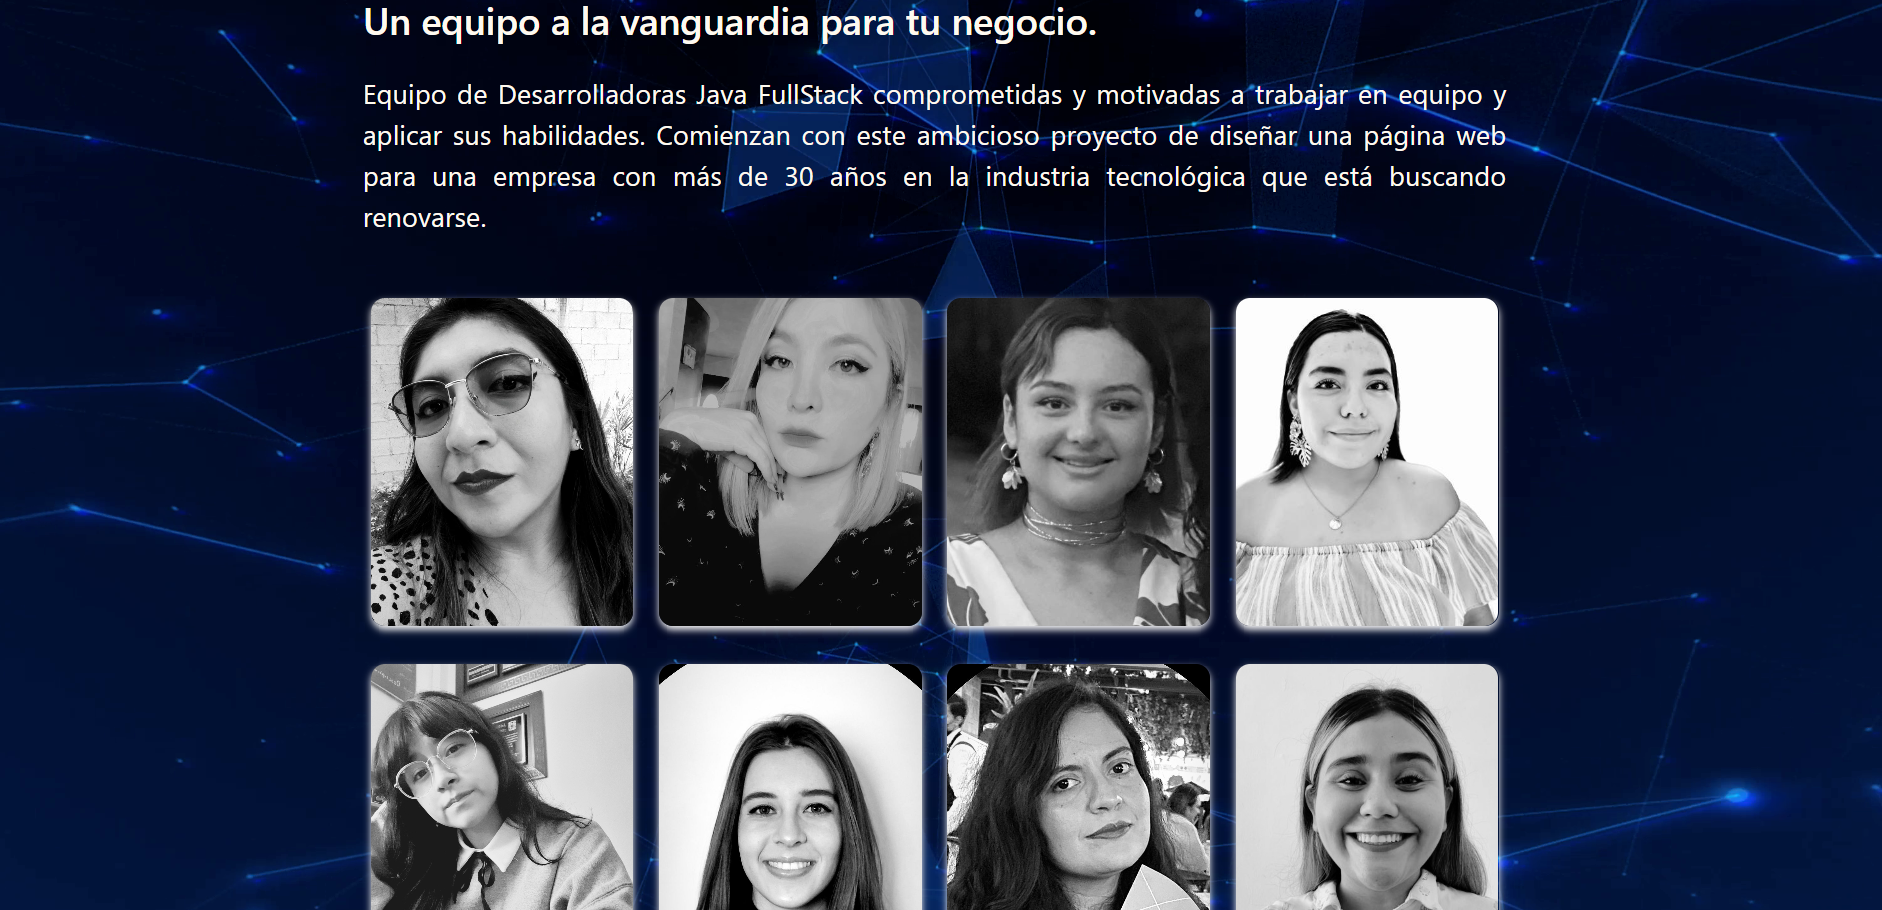 Un equipo a la vanguardia para tu negocio.
Equipo de Desarrolladoras Java FullStack comprometidas y motivadas a trabajar en equipo y
aplicar sus habilidades. Comienzan con este ambicioso proyecto de diseñar una página web
para una empresa con más de 30 años en la industria tecnológica que está buscando
renovarse.